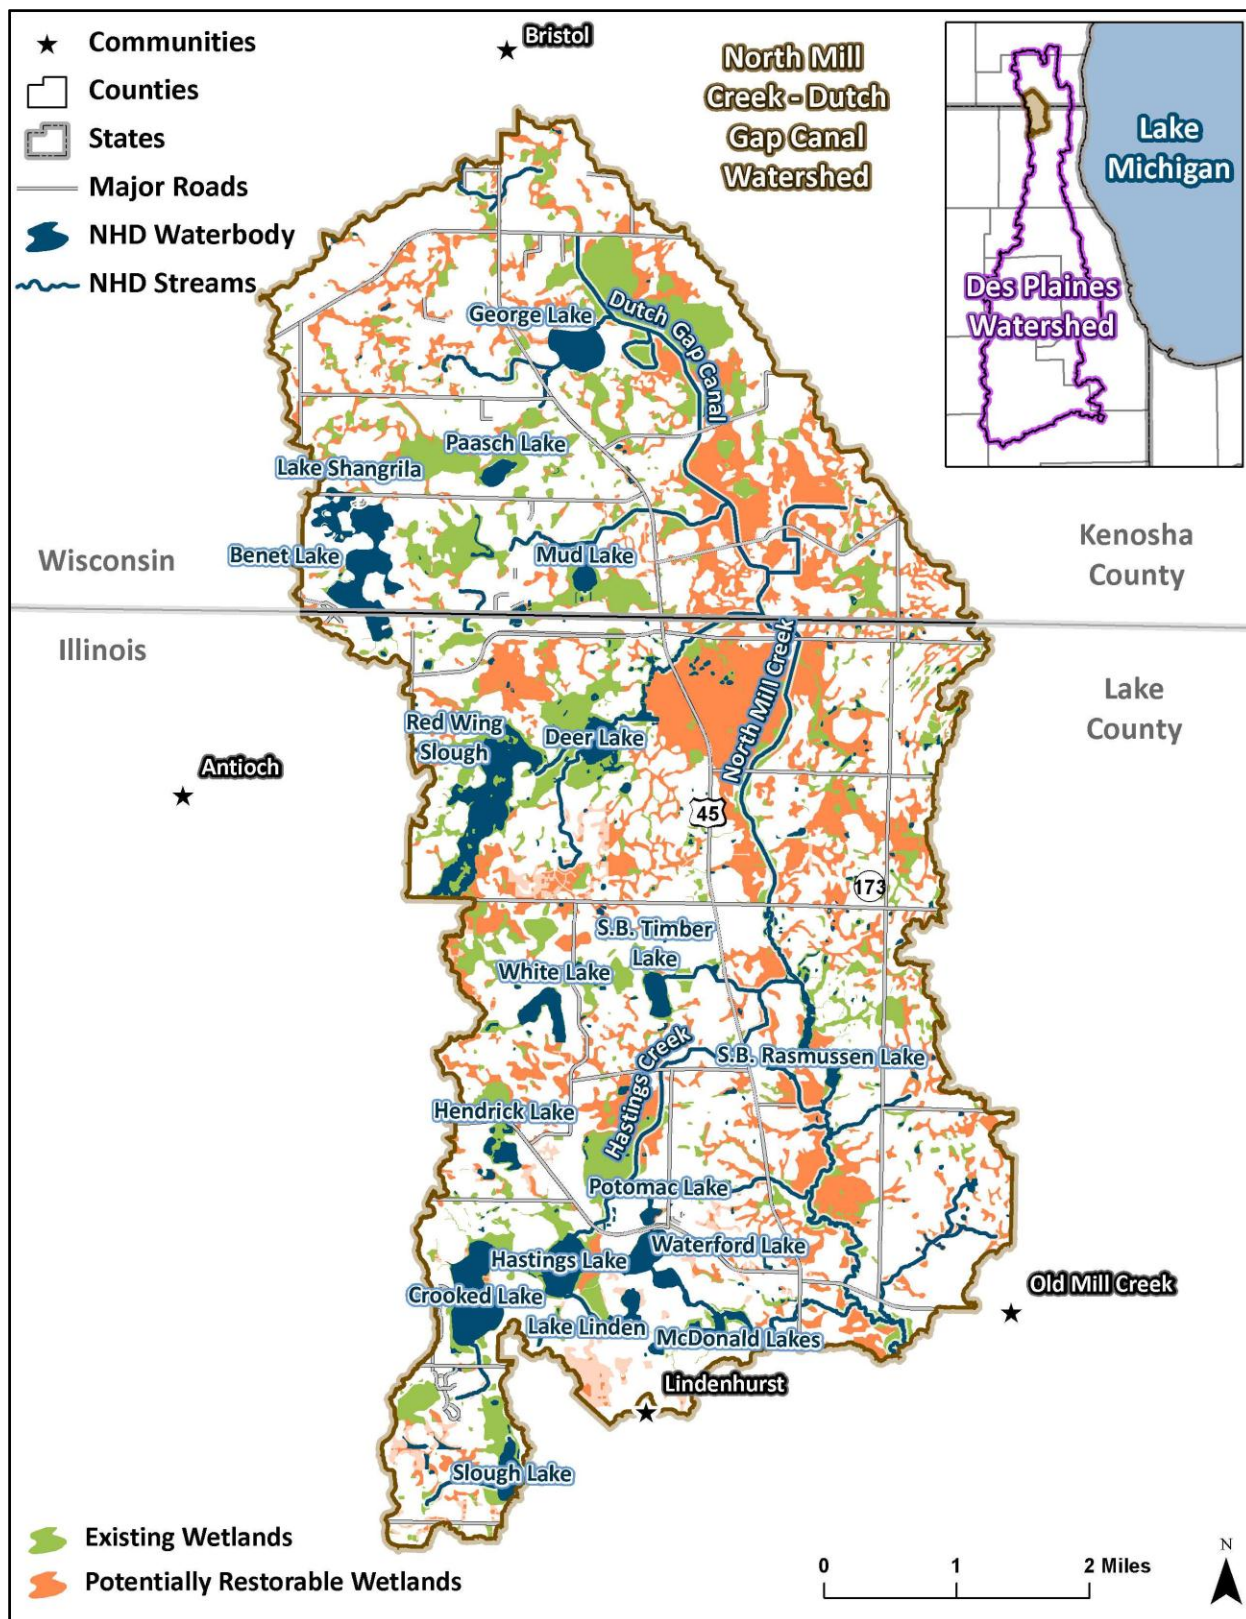 Communities
Counties
States
Major Roads
NHD Waterbody
NHD Streams
Bristol
North Mill
Creek - Dutch
Gap Canal
Watershed
Lake
Michigan
Des Plaines
Watershed
George Lake
Dutch Gap Canal
Paasch Lake
Lake Shangrila
Benet Lake
Mud Lake
Wisconsin
Kenosha
County
Illinois
Lake
County
North Mill Creek
Red Wing
Slough
Deer Lake
Antioch
45
173
S.B. Timber
Lake
White Lake
Hastings Creek
S.B. Rasmussen Lake
Hendrick Lake
Potomac Lake
Waterford Lake
Hastings Lake
Crooked Lake
Old Mill Creek
Lake Linden
McDonald Lakes
Lindenhurst
Slough Lake
Existing Wetlands
Potentially Restorable Wetlands
0 1 2 Miles
N